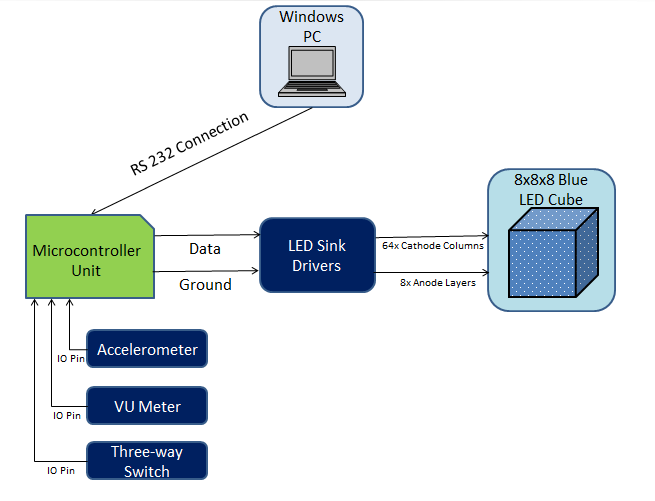 Windows
PC
RS 232 Connection
8x8x8 Blue
LED Cube
Microcontroller
Unit
Data
Ground
LED Sink
Drivers
64x Cathode Columns
8x Anode Layers
Accelerometer
IO Pin
VU Meter
IO Pin
Three-way
Switch
IO Pin